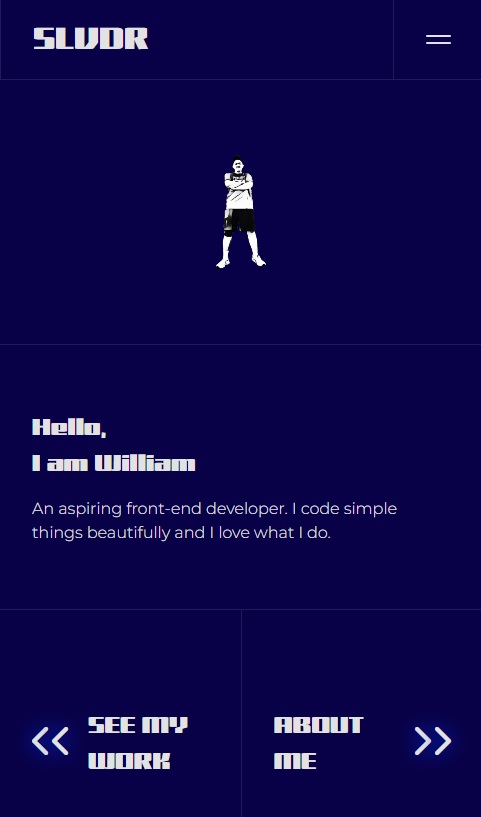 SLVDR
Hello,
I am William
An aspiring front-end developer. I code simple
things beautifully and I love what I do.
SEE MY
WORK
ABOUT
ME